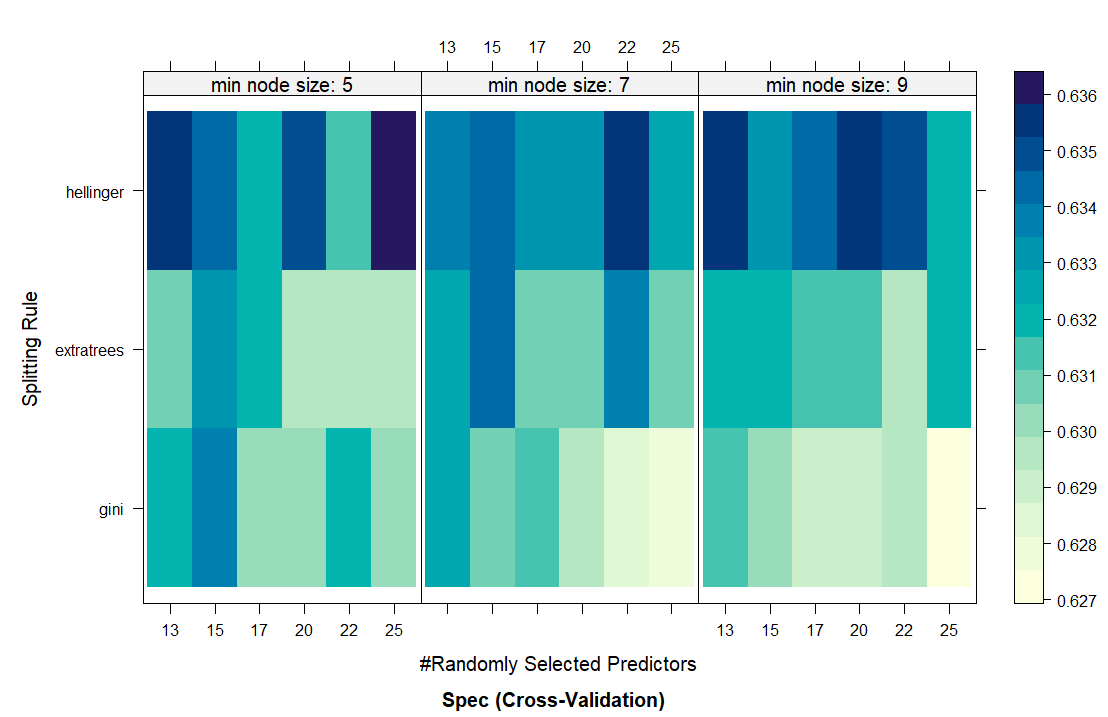 13 15 17 20 22 25
min node size: 5 min node size: 7 min node size: 9
0.636
0.635
0.634
0.633
0.632
0.631
0.630
0.629
0.628
0.627
Splitting Rule
hellinger
extratrees
gini
13 15 17 20 22 25 13 15 17 20 22 25
#Randomly Selected Predictors
Spec (Cross-Validation)